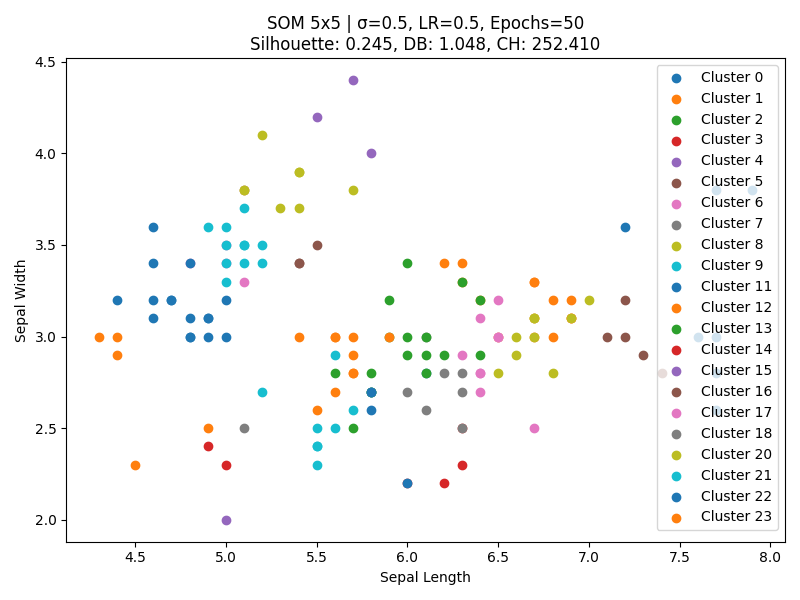 SOM 5x5 | σ=0.5, LR=0.5, Epochs=50
Silhouette: 0.245, DB: 1.048, CH: 252.410
Sepal Width
4.5
4.0
3.5
3.0
2.5
2.0
Cluster 0
Cluster 1
Cluster 2
Cluster 3
Cluster 4
Cluster 5
Cluster 6
Cluster 7
Cluster 8
Cluster 9
Cluster 11
Cluster 12
Cluster 13
Cluster 14
Cluster 15
Cluster 16
Cluster 17
Cluster 18
Cluster 20
Cluster 21
Cluster 22
Cluster 23
4.5 5.0 5.5 6.0 6.5 7.0 7.5 8.0
Sepal Length